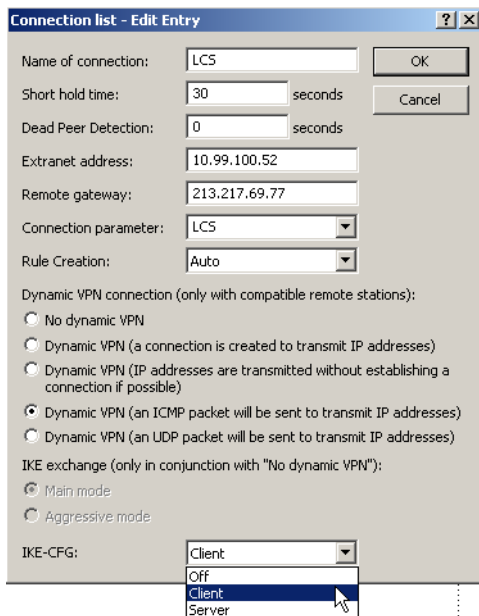 Connection list - Edit Entry
Name of connection: LCS OK
Short hold time: 30 seconds Cancel
Dead Peer Detection: 0 seconds
Extranet address: 10.99.100.52
Remote gateway: 213.217.69.77
Connection parameter: LCS
Rule Creation: Auto
Dynamic VPN connection (only with compatible remote stations):
No dynamic VPN
Dynamic VPN (a connection is created to transmit IP addresses)
Dynamic VPN (IP addresses are transmitted without establishing a
connection if possible)
Dynamic VPN (an ICMP packet will be sent to transmit IP addresses)
Dynamic VPN (an UDP packet will be sent to transmit IP addresses)
IKE exchange (only in conjunction with "No dynamic VPN"):
Main mode
Aggressive mode
IKE-CFG: Client
Off
Client
Server